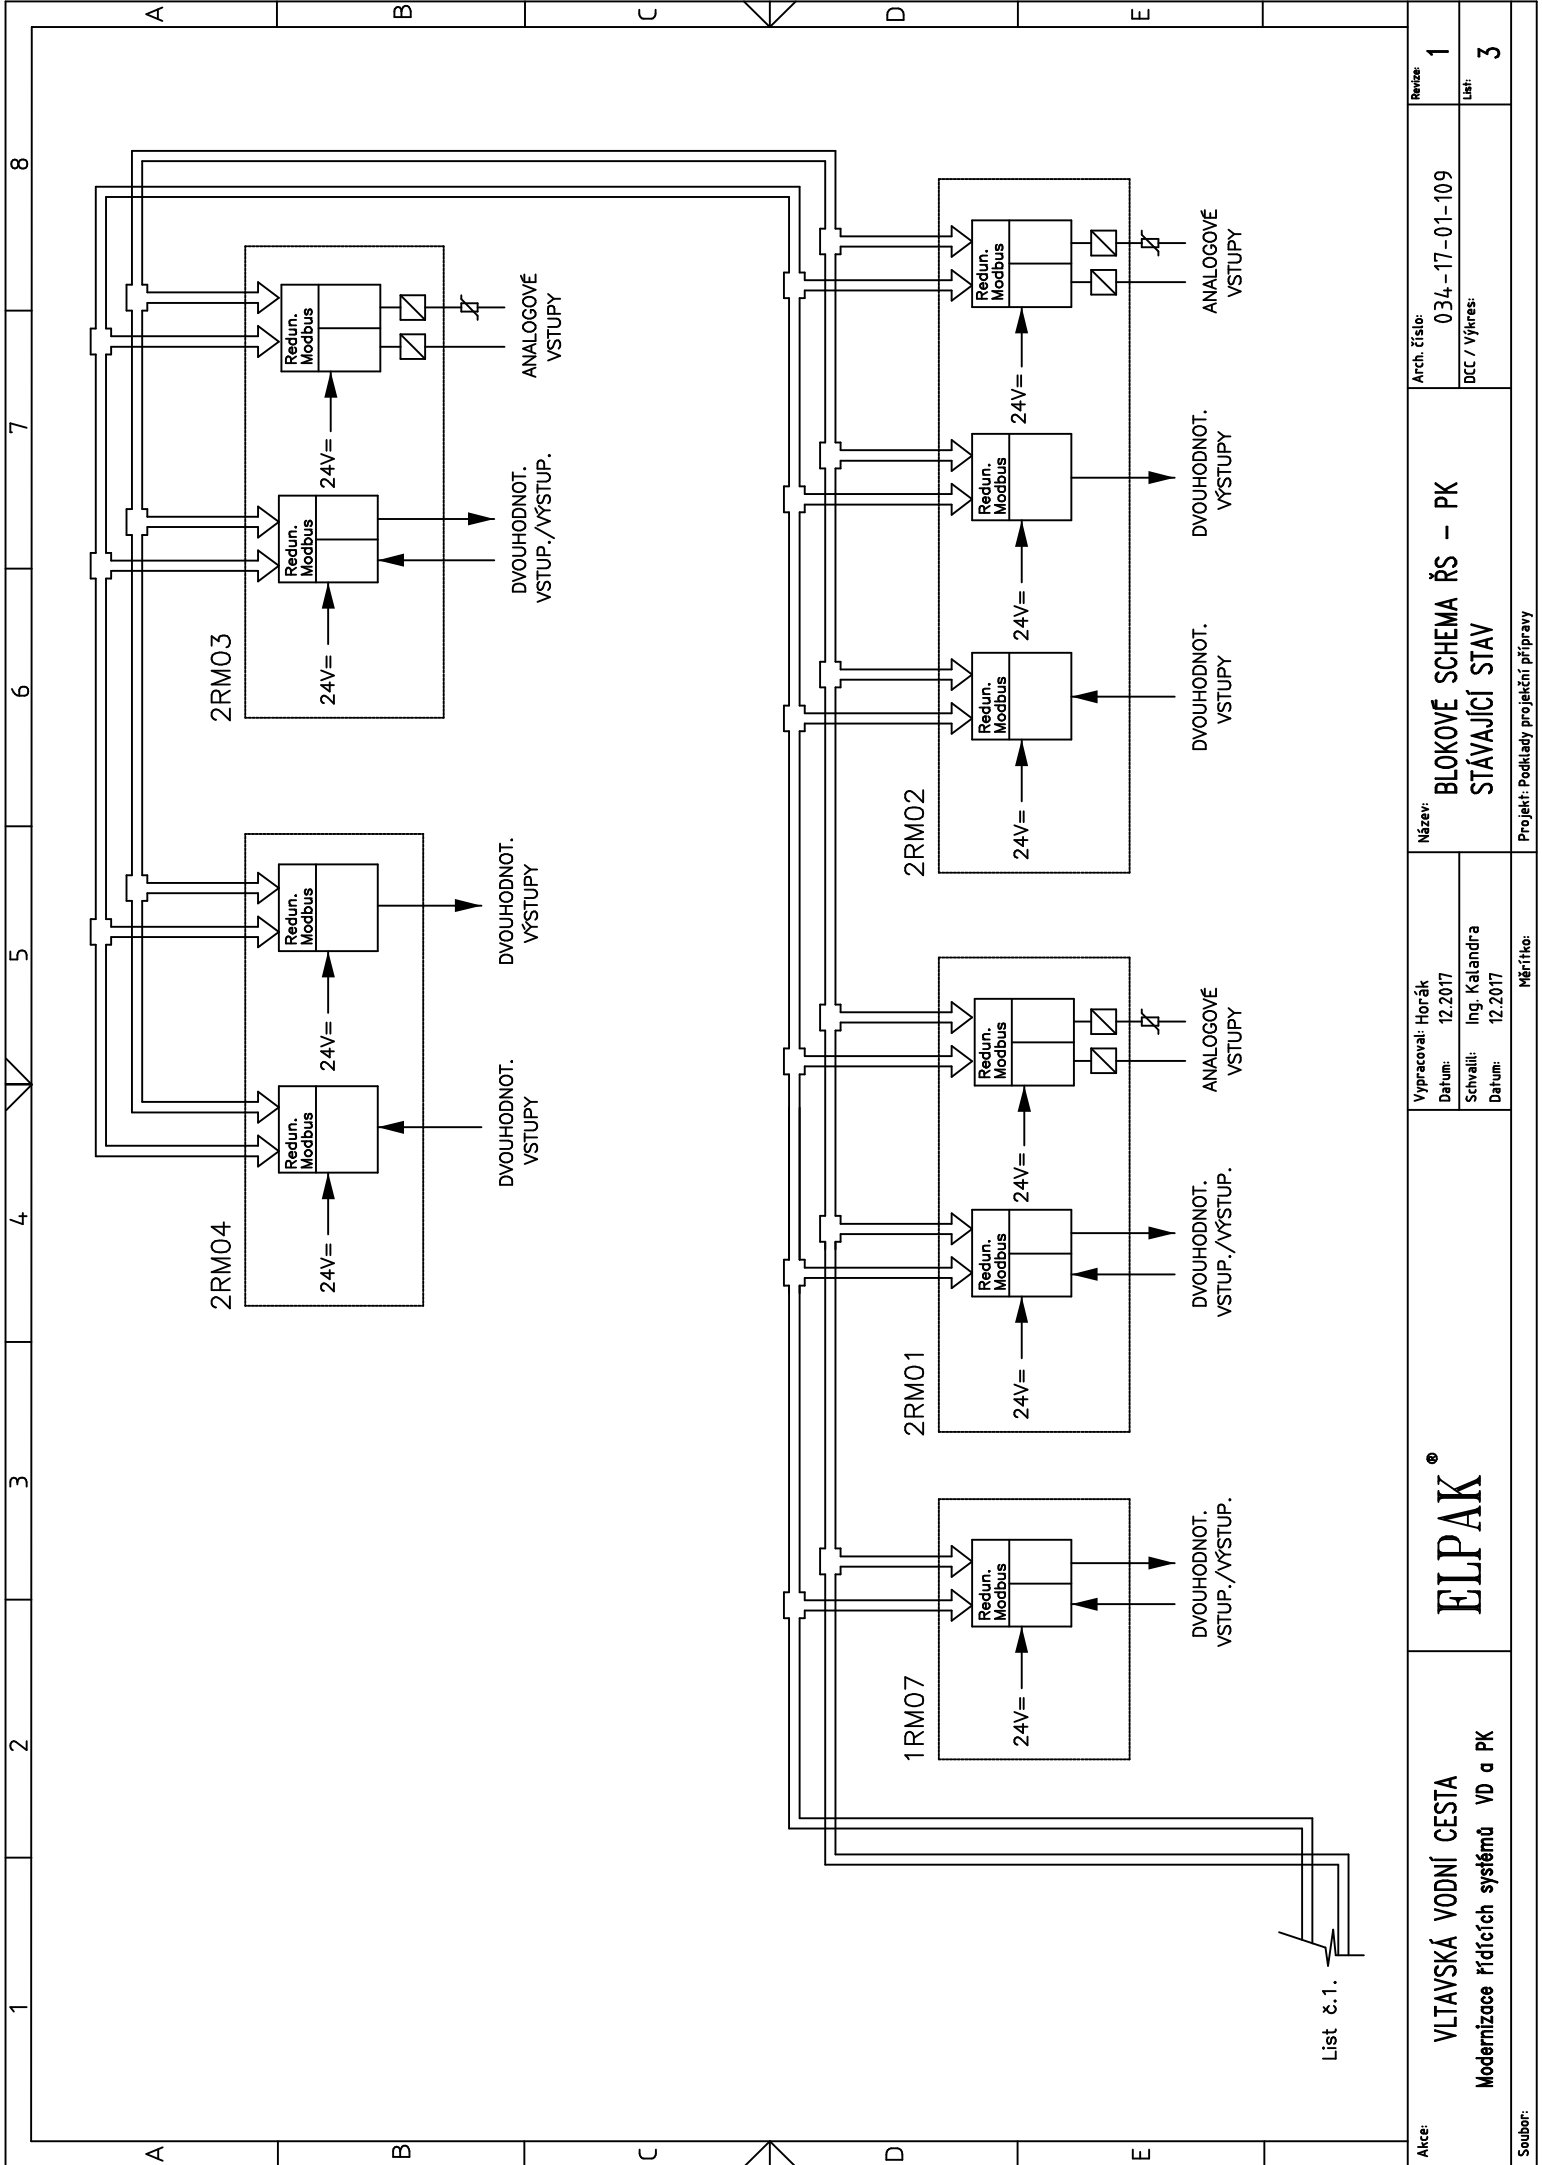 1 2 3 4 5 6 7 8
A
B
C
D
E
A
B
C
D
E
2RM04
24V=
Redun.
Modbus
DVOUHODNOT.
VSTUPY
24V=
Redun.
Modbus
DVOUHODNOT.
VÝSTUPY
2RM03
24V=
Redun.
Modbus
DVOUHODNOT.
VSTUP./VÝSTUP.
24V=
Redun.
Modbus
ANALOGOVÉ
VSTUPY
1RM07
24V=
Redun.
Modbus
DVOUHODNOT.
VSTUP./VÝSTUP.
2RM01
24V=
Redun.
Modbus
DVOUHODNOT.
VSTUP./VÝSTUP.
24V=
Redun.
Modbus
ANALOGOVÉ
VSTUPY
2RM02
24V=
Redun.
Modbus
DVOUHODNOT.
VSTUPY
24V=
Redun.
Modbus
DVOUHODNOT.
VÝSTUPY
24V=
Redun.
Modbus
ANALOGOVÉ
VSTUPY
List č.1.
Akce:
VLTAVSKÁ VODNÍ CESTA
Modernizace řídících systémů VD a PK
ELPAK ®
Vypracoval: Horák
Datum: 12.2017
Schválil: Ing. Kalandra
Datum: 12.2017
Název:
BLOKOVÉ SCHEMA ŘS - PK
STÁVAJÍCÍ STAV
Arch. číslo:
034-17-01-109
DCC / Výkres:
Revize:
1
List:
3
Soubor:
Měřítko:
Projekt: Podklady projekční přípravy